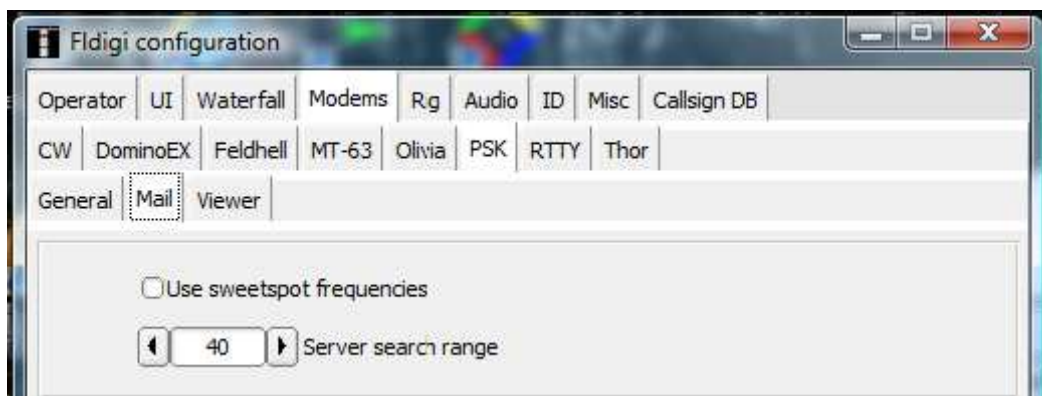 Fldigi configuration
Operator UI Waterfall Modems Rig Audio ID Misc Callsign DB
CW DominoEX Feldhell MT-63 Olivia PSK RTTY Thor
General Mail Viewer
Use sweetspot frequencies
40 Server search range